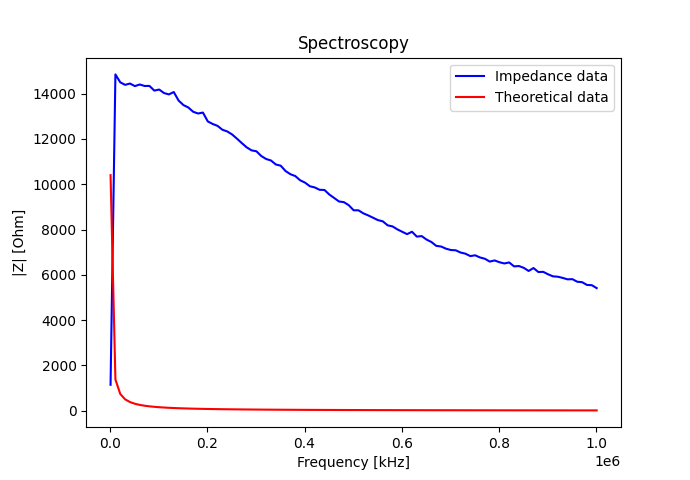 Spectroscopy
Impedance data
Theoretical data
|Z| [Ohm]
14000
12000
10000
8000
6000
4000
2000
0
0.0 0.2 0.4 0.6 0.8 1.0
1e6
Frequency [kHz]